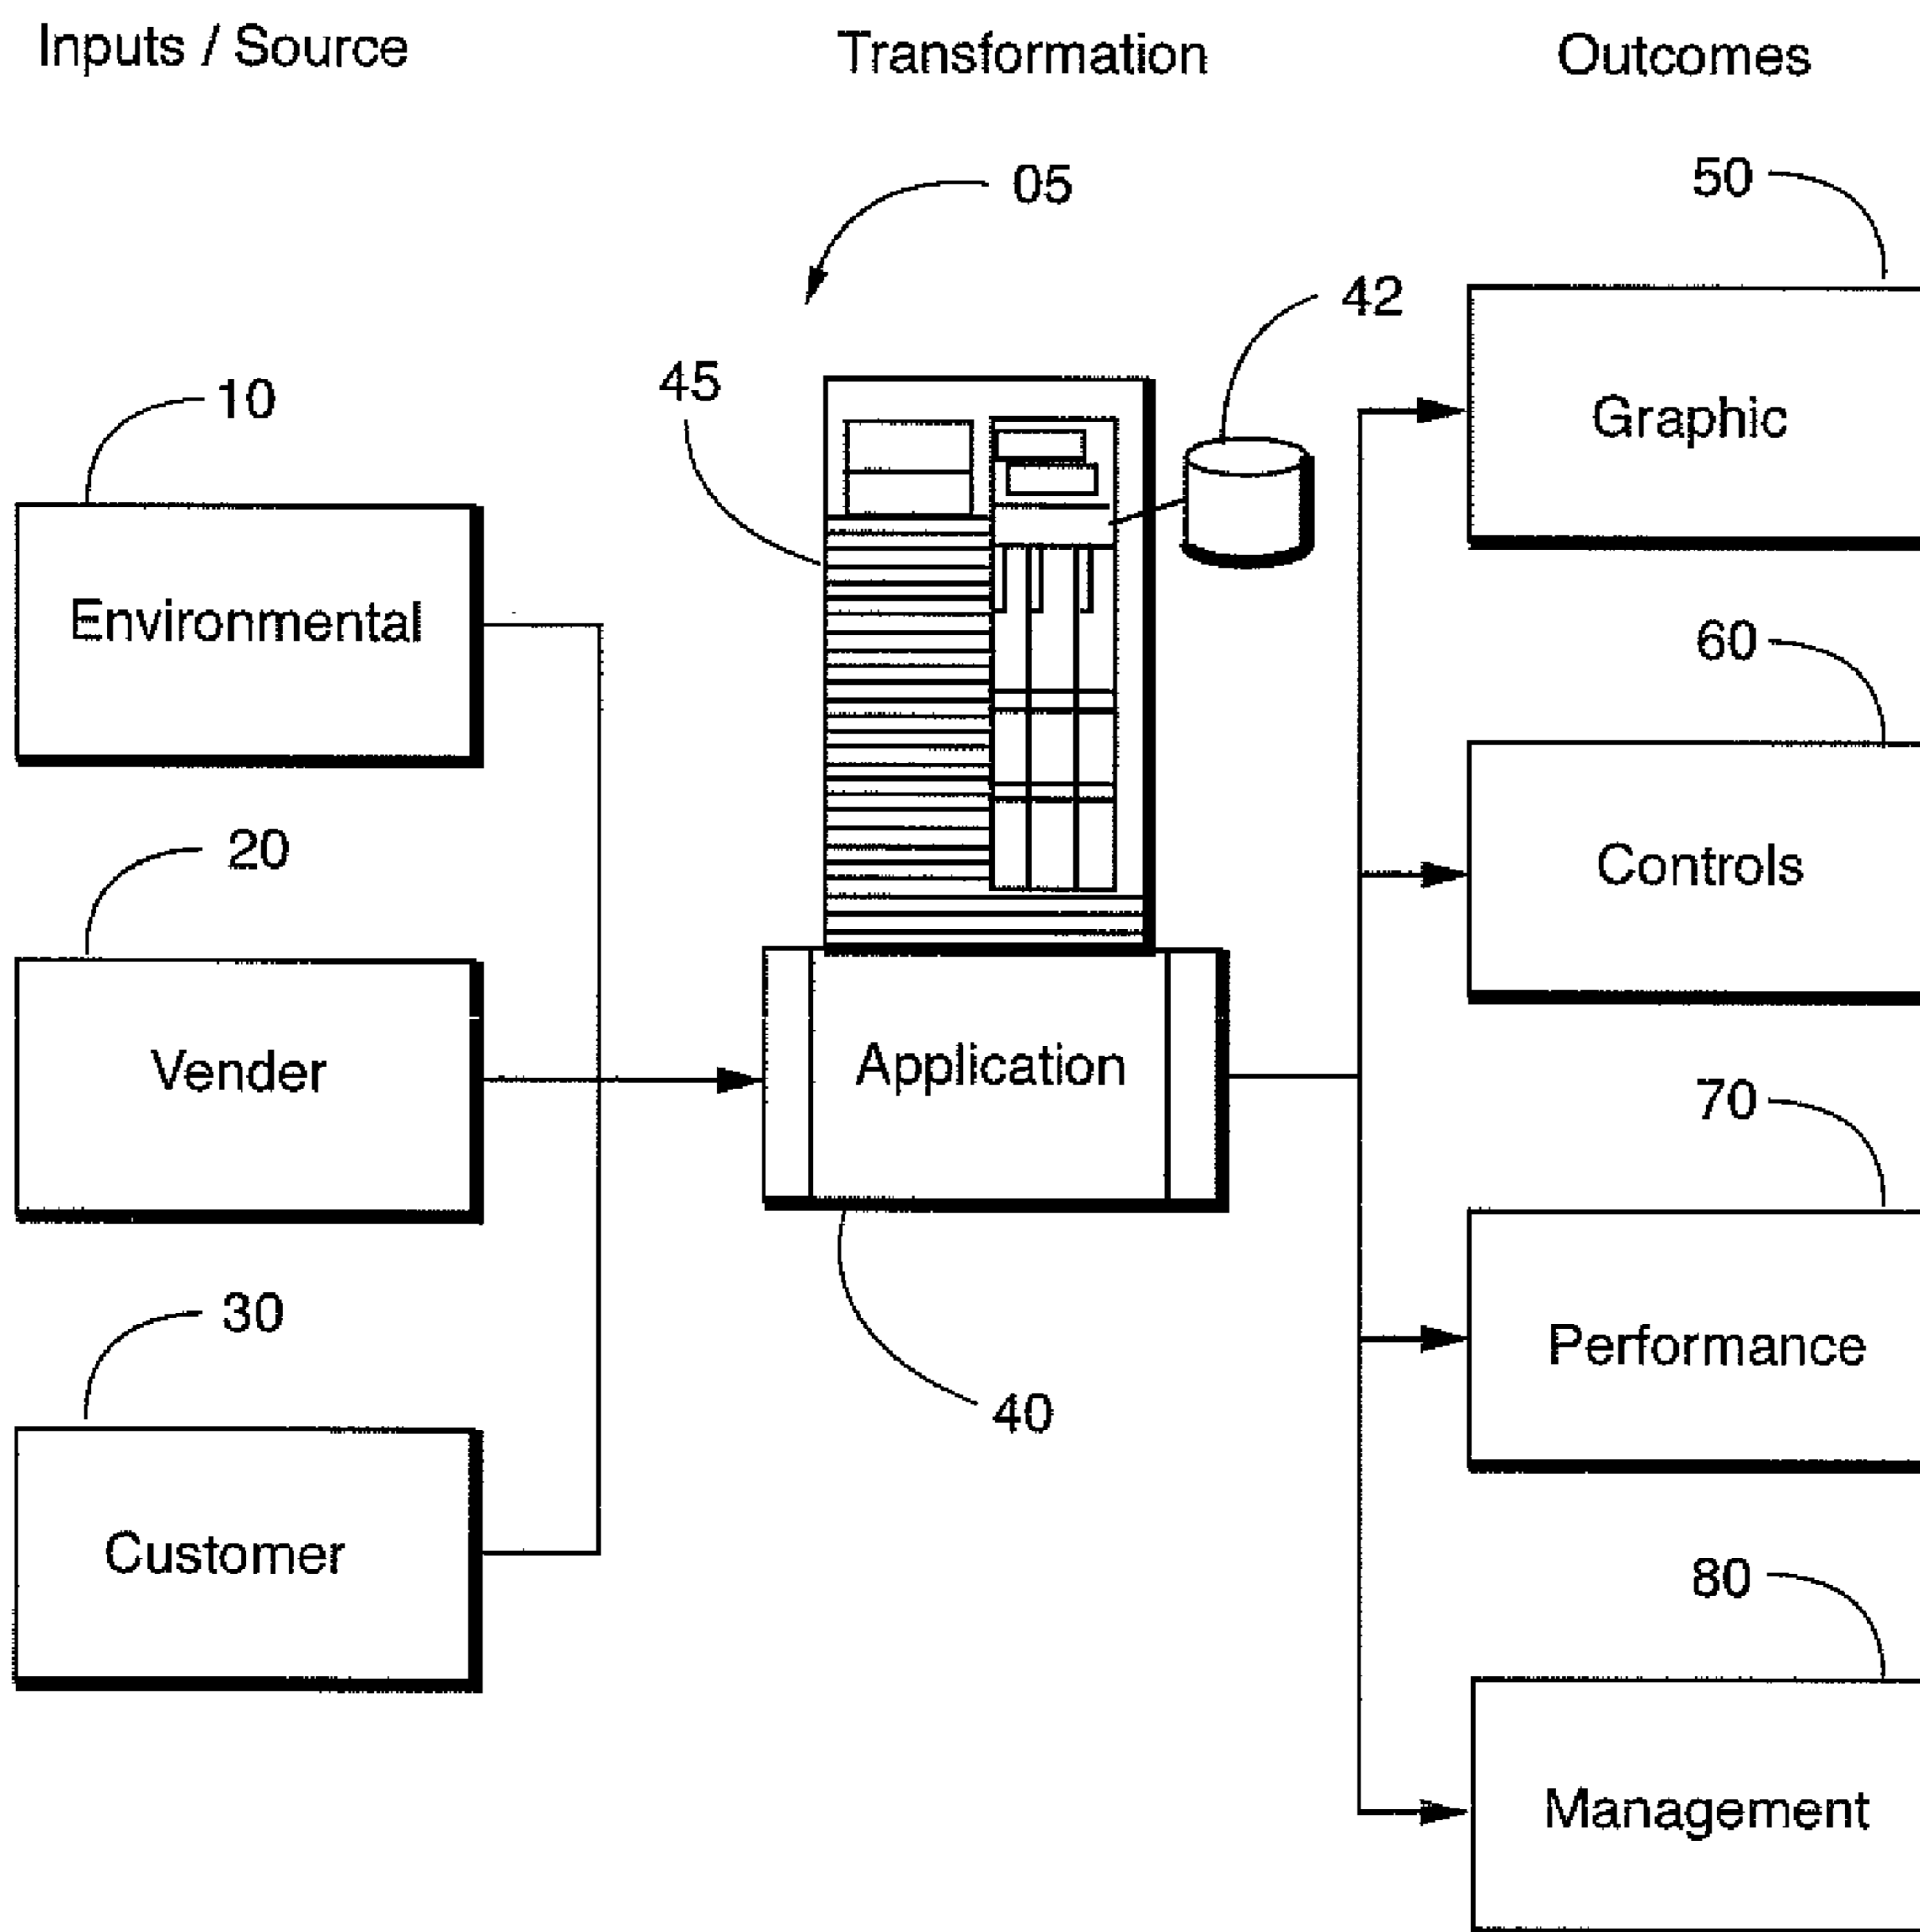 Inputs / Source
Transformation
Outcomes
05
50
42
45
10
Graphic
60
Environmental
20
Controls
Vender
Application
70
30
Performance
40
Customer
80
Management